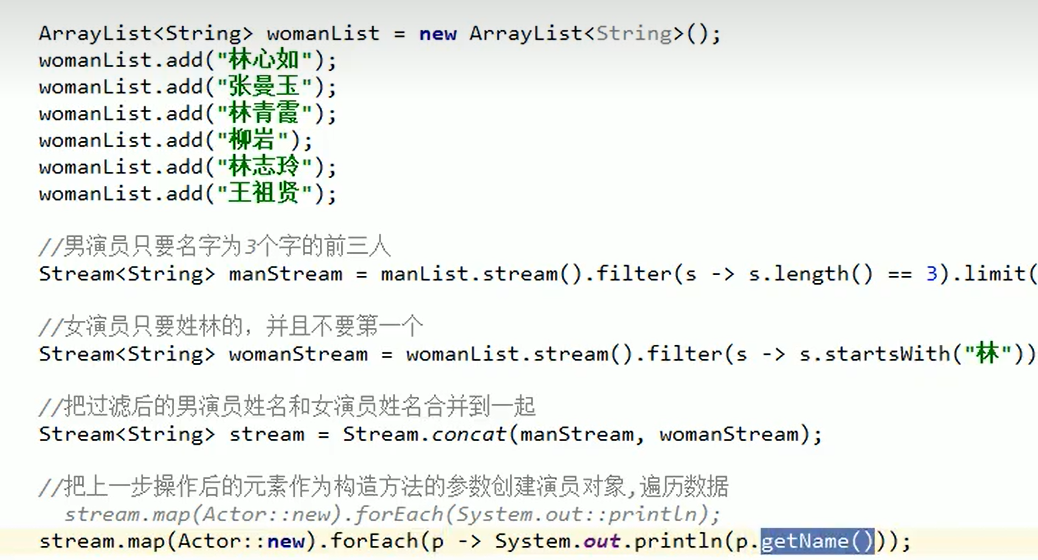 ArrayList<String> womanList = new ArrayList<String>();
womanList.add("林心如");
womanList.add("张曼玉");
womanList.add("林青霞");
womanList.add("柳岩");
womanList.add("林志玲");
womanList.add("王祖贤");
//男演员只要名字为3个字的前三人
Stream<String> manStream = manList.stream().filter(s -> s.length() == 3).limit(
//女演员只要姓林的，并且不要第一个
Stream<String> womanStream = womanList.stream().filter(s -> s.startsWith("林"))
//把过滤后的男演员姓名和女演员姓名合并到一起
Stream<String> stream = Stream.concat(manStream, womanStream);
//把上一步操作后的元素作为构造方法的参数创建演员对象,遍历数据
stream.map(Actor::new).forEach(System.out::println);
stream.map(Actor::new).forEach(p -> System.out.println(p.getName()));